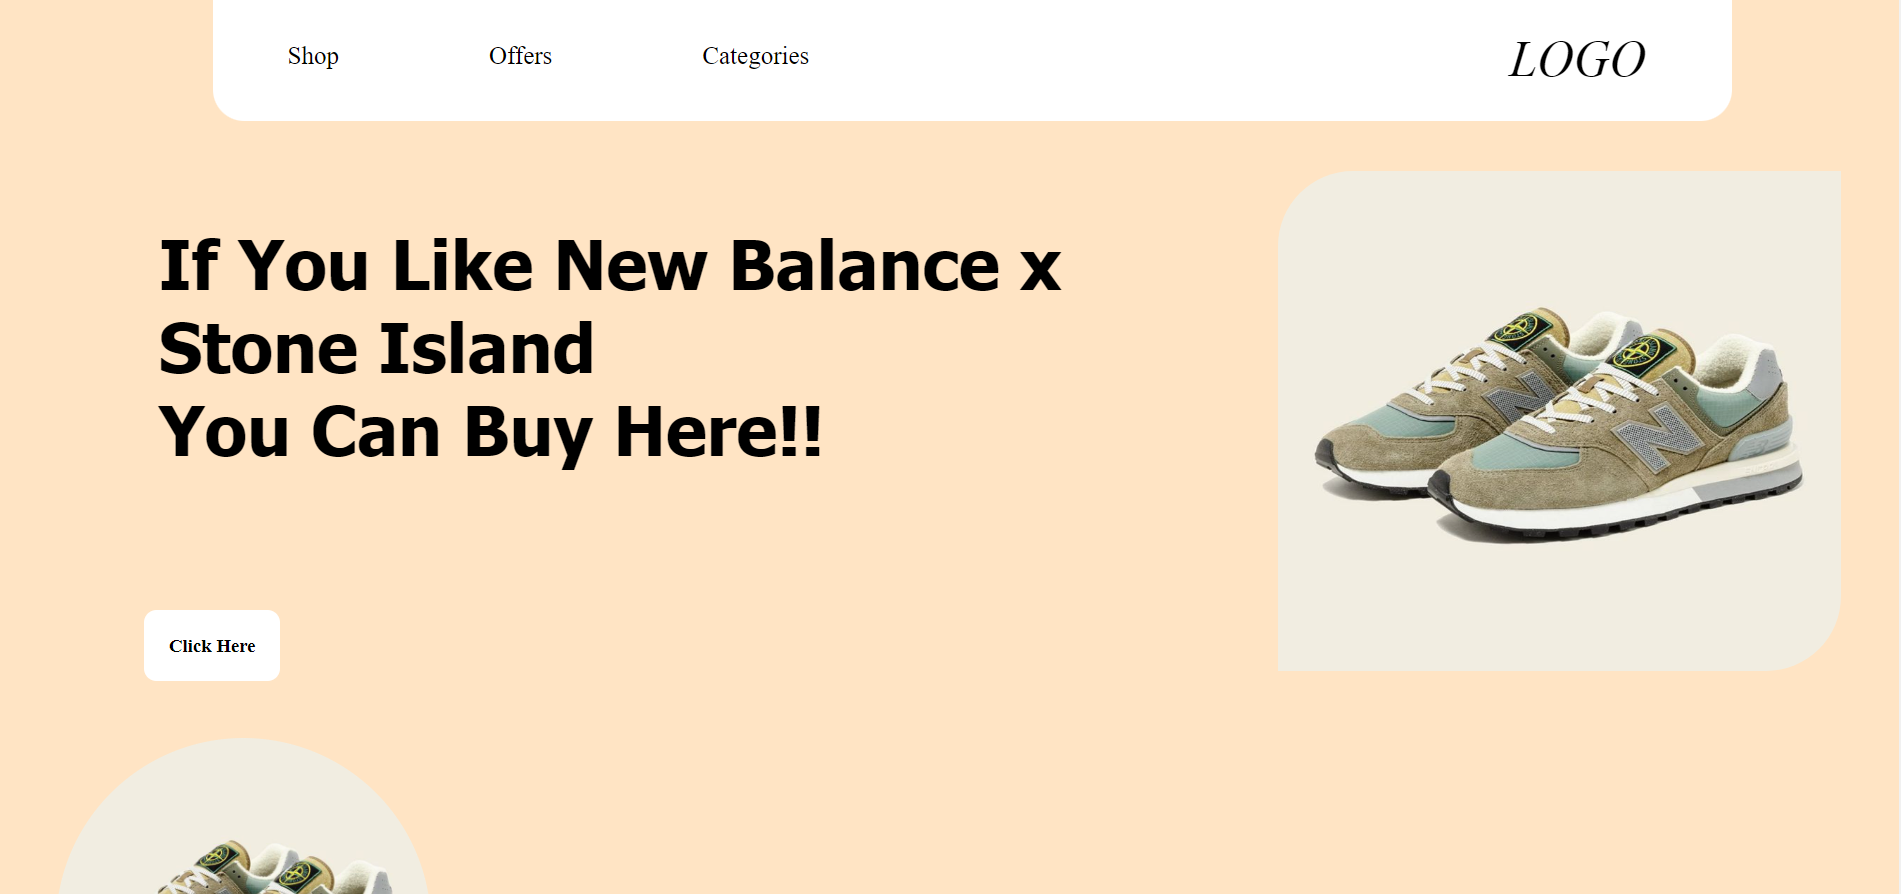 Shop Offers Categories LOGO
If You Like New Balance x
Stone Island
You Can Buy Here!!
Click Here